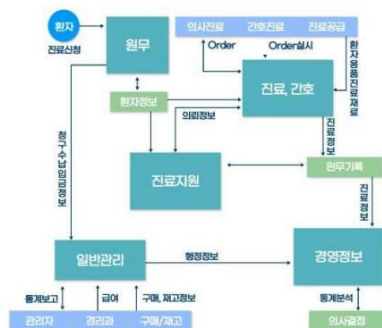 환자
진료신청
원무
의사진료
간호진료
진료공급
Order
Order실시
환자용품진료재료
진료, 간호
환자정보
의뢰정보
청구수납입금정보
진료정보
진료지원
원무기록
진료정보
일반관리
행정정보
경영정보
통계보고
급여
구매, 재고정보
통계분석
관리자
경리과
구매/재고
의사결정